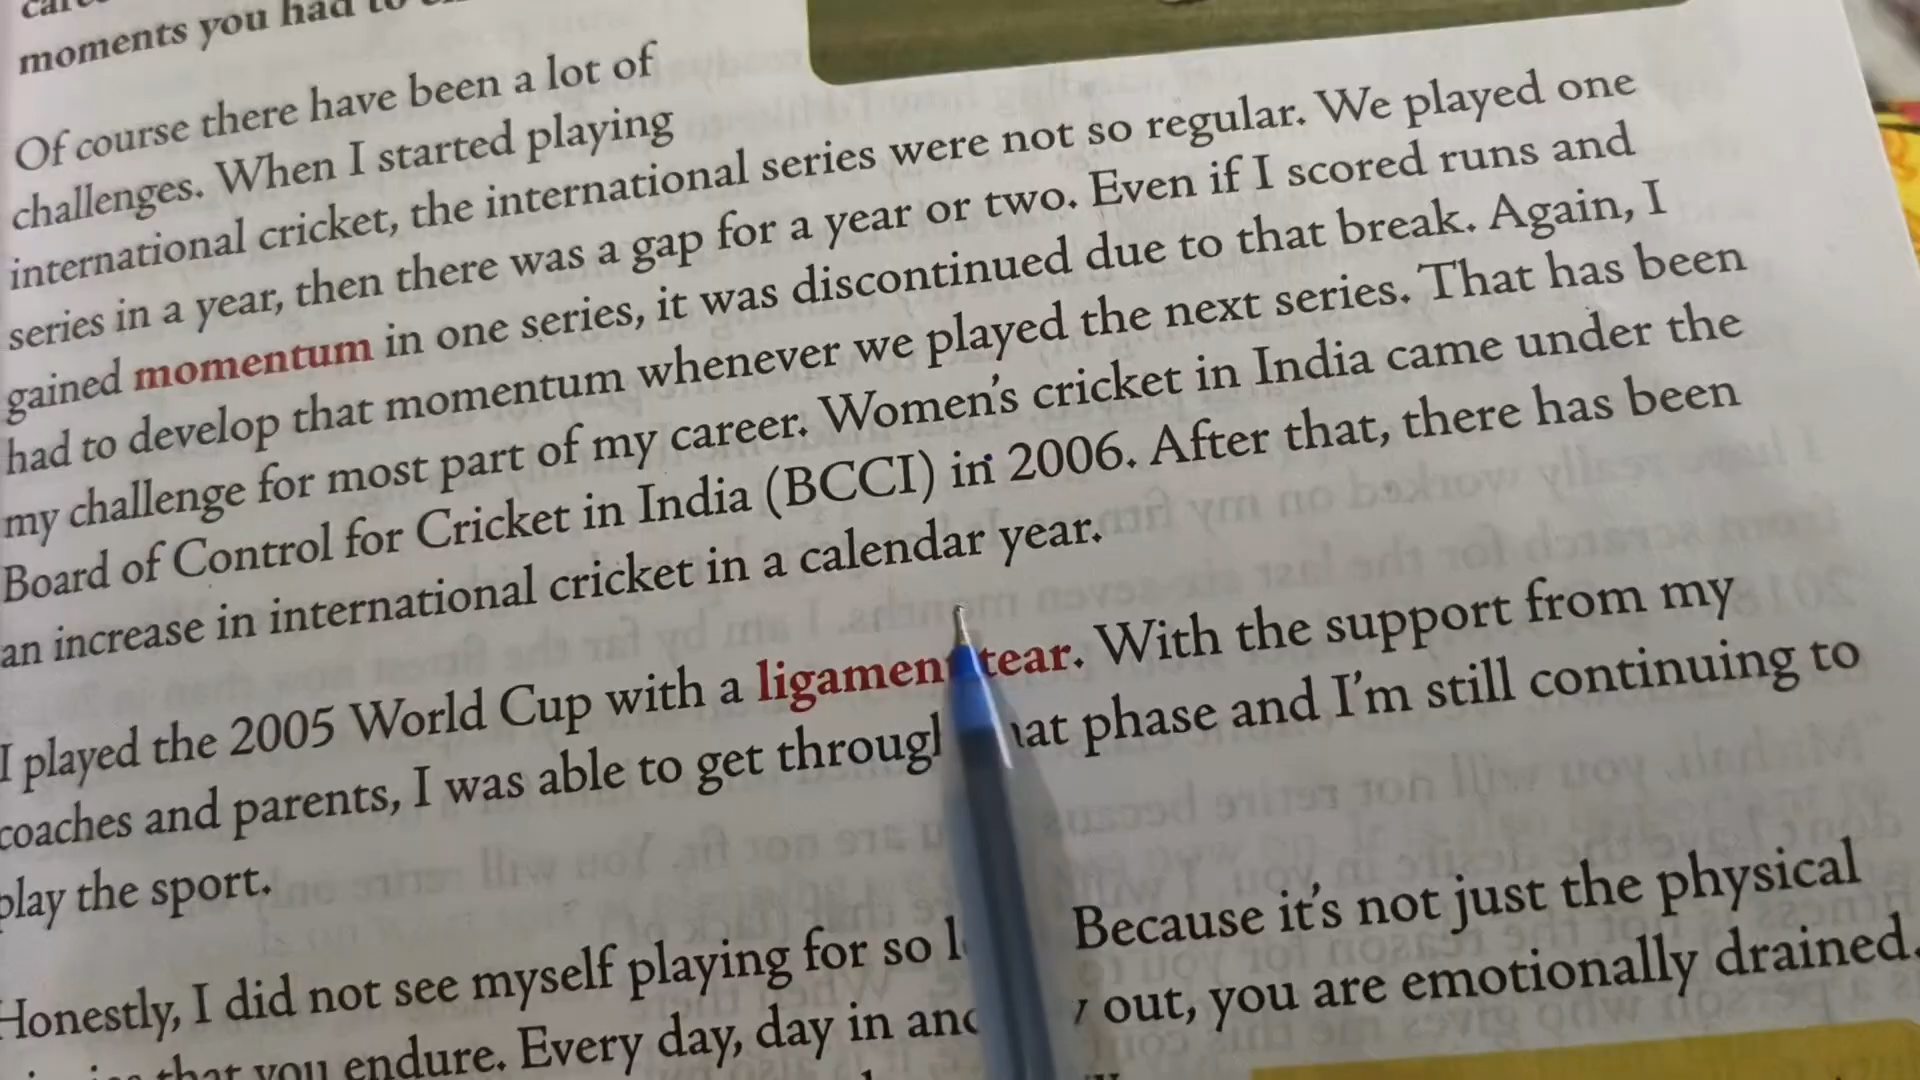 moments you had to
Of course there have been a lot of
challenges. When I started playing
international cricket, the international series were not so regular. We played one
series in a year, then there was a gap for a year or two. Even if I scored runs and
gained momentum in one series, it was discontinued due to that break. Again, I
had to develop that momentum whenever we played the next series. That has been
my challenge for most part of my career. Women's cricket in India came under the
Board of Control for Cricket in India (BCCI) in 2006. After that, there has been
an increase in international cricket in a calendar year.
I played the 2005 World Cup with a ligament tear. With the support from my
coaches and parents, I was able to get through that phase and I'm still continuing to
play the sport.
Honestly, I did not see myself playing for so Because it's not just the physical
that you endure. Every day, day in and out, you are emotionally drained.